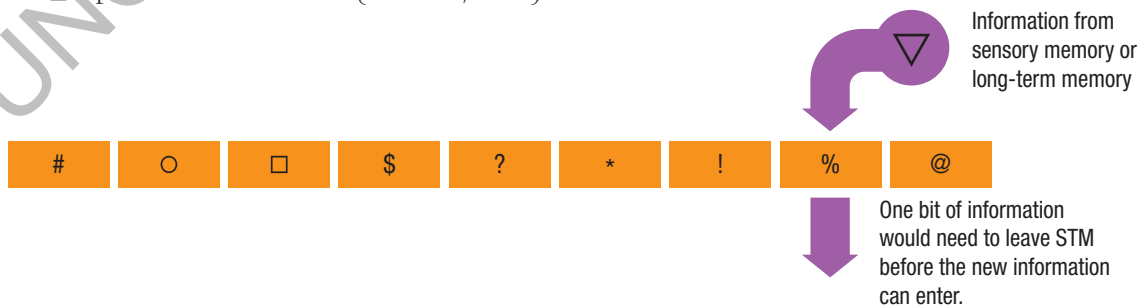 Information from
sensory memory or
long-term memory
# ○ □ $ ? * ! % @
One bit of information
would need to leave STM
before the new information
can enter.